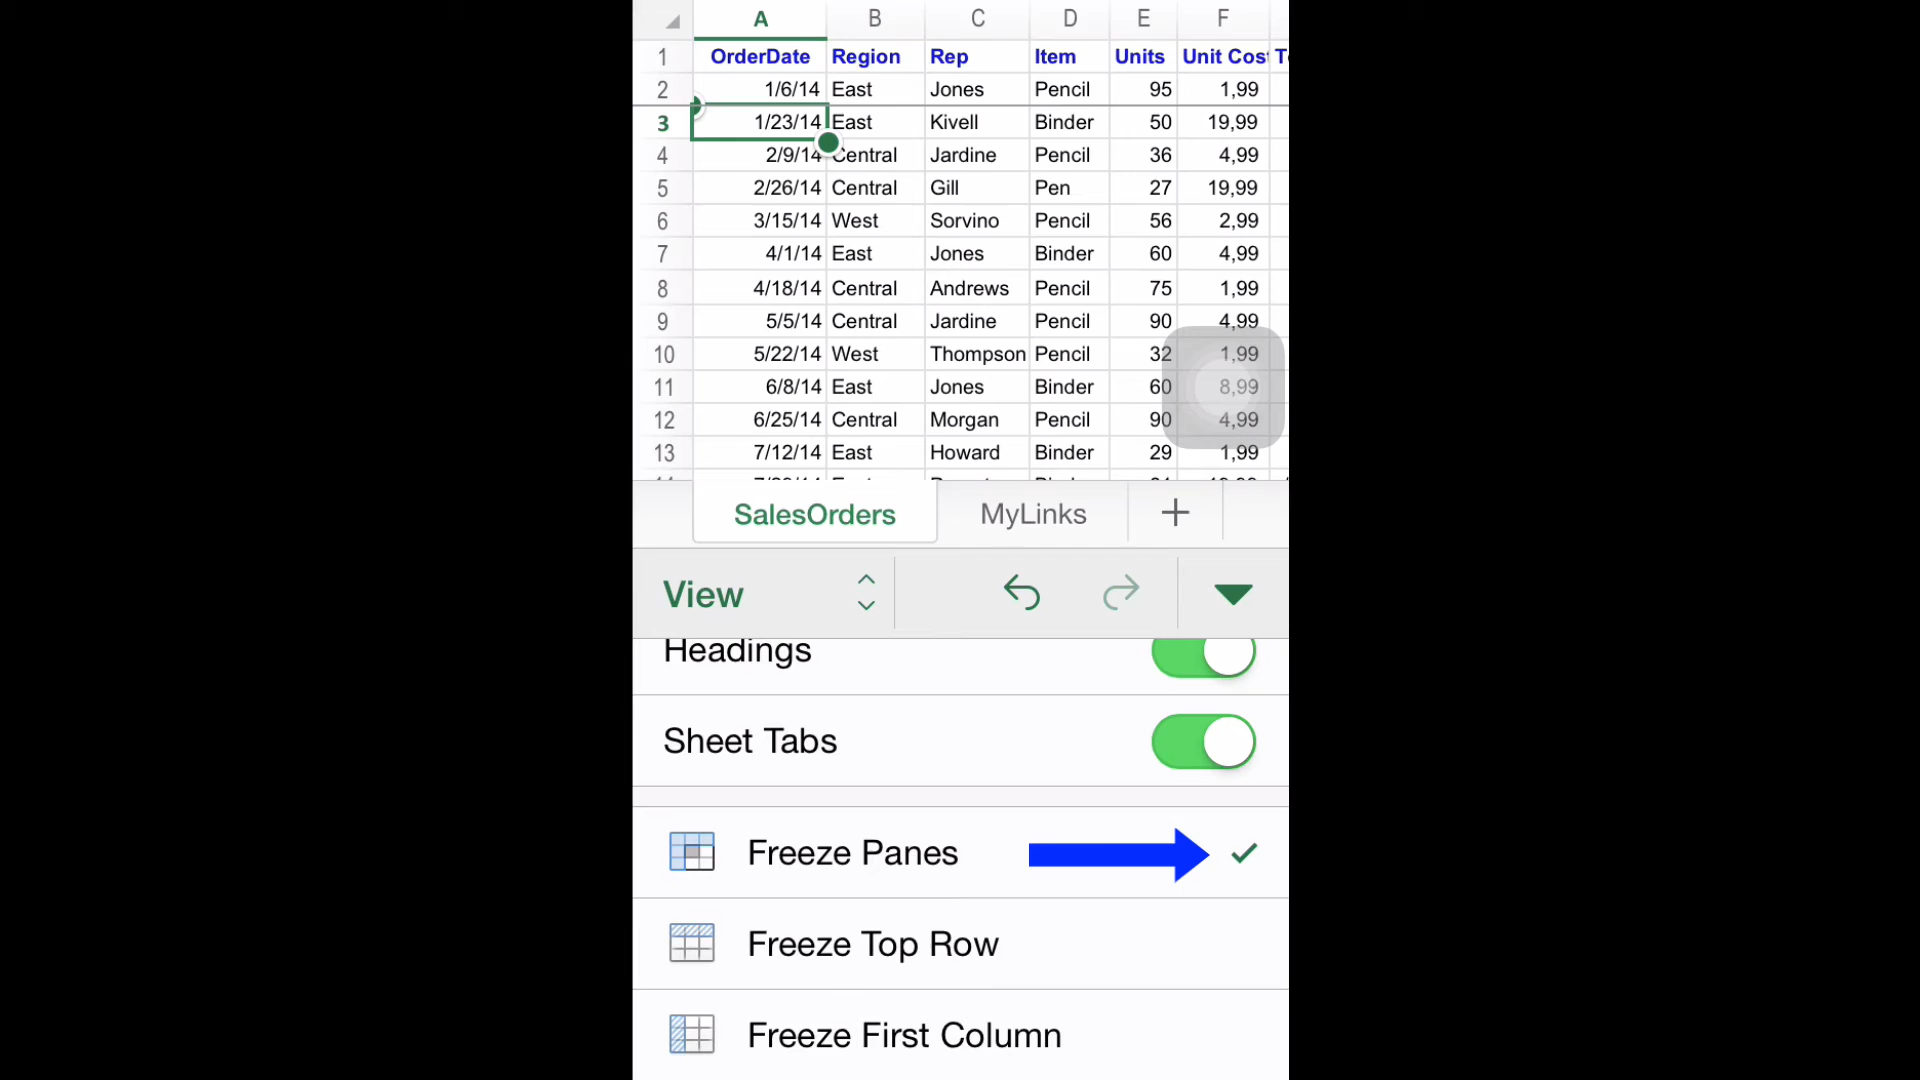 A B C D E F
1 OrderDate Region Rep Item Units Unit Cos
2 1/6/14 East Jones Pencil 95 1,99
3 1/23/14 East Kivell Binder 50 19,99
4 2/9/14 Central Jardine Pencil 36 4,99
5 2/26/14 Central Gill Pen 27 19,99
6 3/15/14 West Sorvino Pencil 56 2,99
7 4/1/14 East Jones Binder 60 4,99
8 4/18/14 Central Andrews Pencil 75 1,99
9 5/5/14 Central Jardine Pencil 90 4,99
10 5/22/14 West Thompson Pencil 32 1,99
11 6/8/14 East Jones Binder 60 8,99
12 6/25/14 Central Morgan Pencil 90 4,99
13 7/12/14 East Howard Binder 29 1,99
SalesOrders MyLinks +
View
Headings
Sheet Tabs
Freeze Panes
Freeze Top Row
Freeze First Column